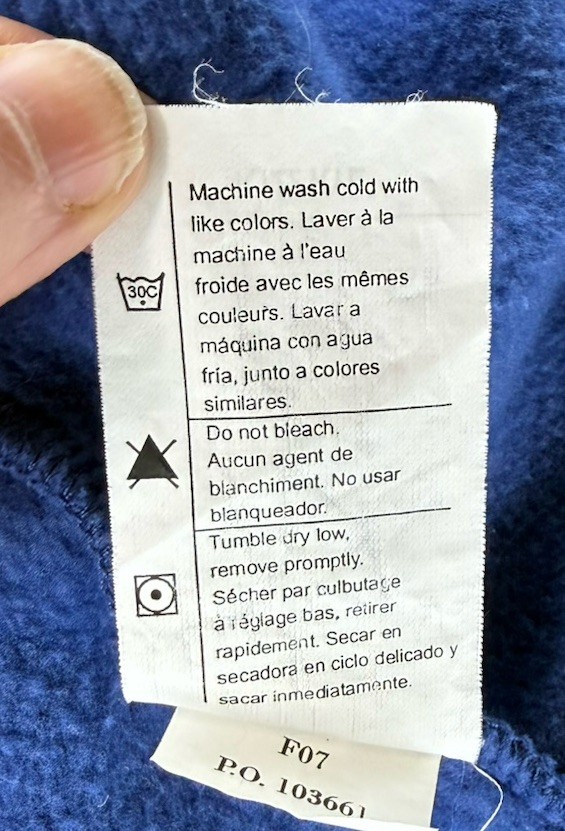 Machine wash cold with
like colors. Laver à la
machine à l'eau
30C
froide avec les mêmes
couleurs. Lavar a
máquina con agua
fría, junto a colores
similares.
Do not bleach.
Aucun agent de
blanchiment. No usar
blanqueador.
Tumble dry low,
remove promptly.
Sécher par culbutage
à réglage bas, retirer
rapidement. Secar en
secadora en ciclo delicado y
sacar inmediatamente.
F07
P.O. 103661